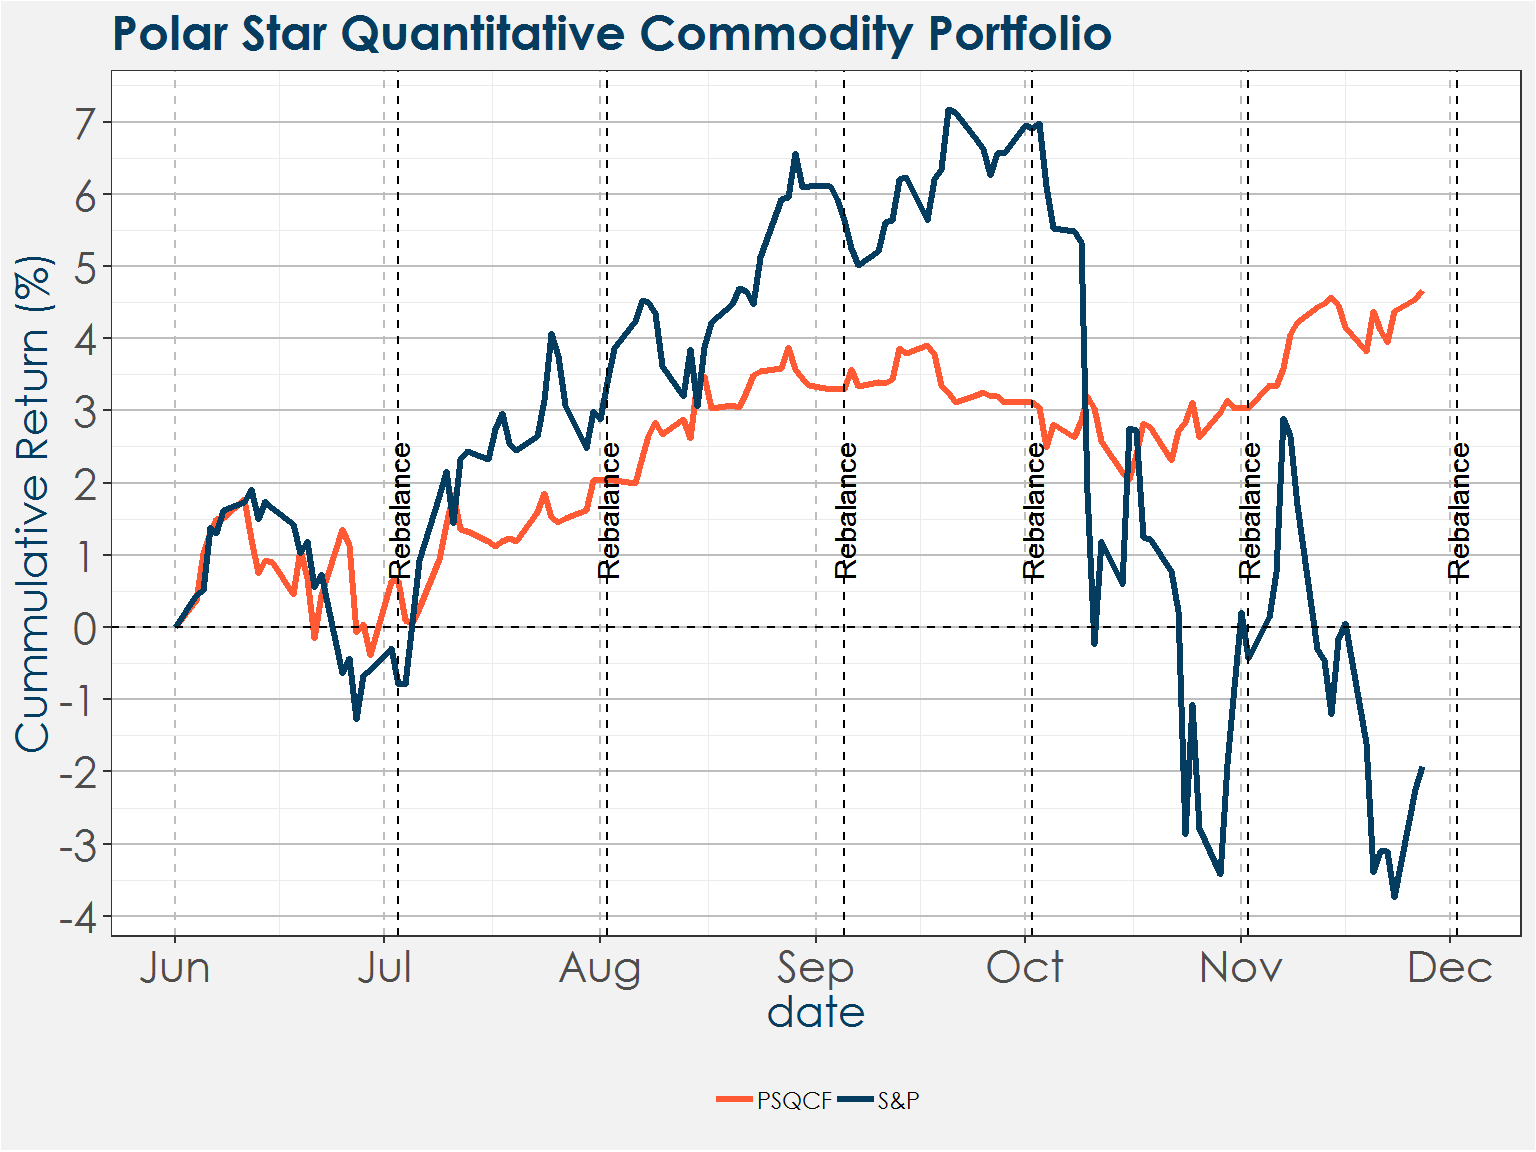 Polar Star Quantitative Commodity Portfolio
Cummulative Return (%)
7
6
5
4
3
2
1
0
-1
-2
-3
-4
Rebalance
Rebalance
Rebalance
Rebalance
Rebalance
Rebalance
Jun Jul Aug Sep Oct Nov Dec
date
PSQCF S&P